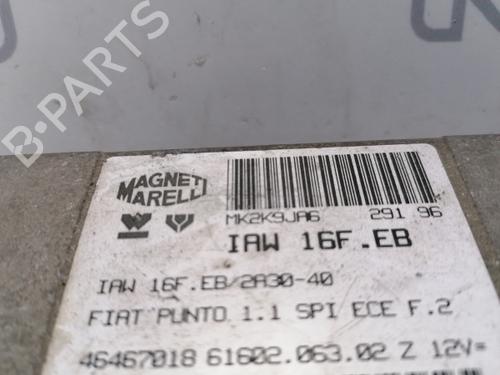 B-PARTS
MAGNETI
MARELLI
MK2K9JA6 291 96
IAW 16F.EB
IAW 16F.EB/2A30-40
FIAT PUNTO 1.1 SPI ECE F.2
46467018 61602.063.02 Z 12V=